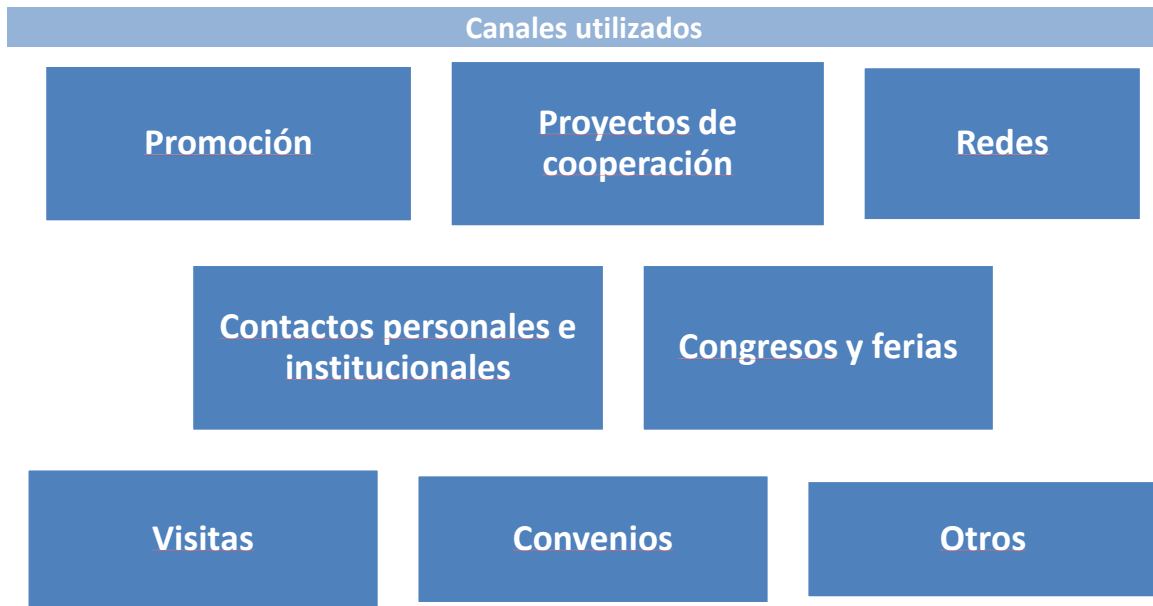 Canales utilizados
Promoción
Proyectos de
cooperación
Redes
Contactos personales e
institucionales
Congresos y ferias
Visitas
Convenios
Otros